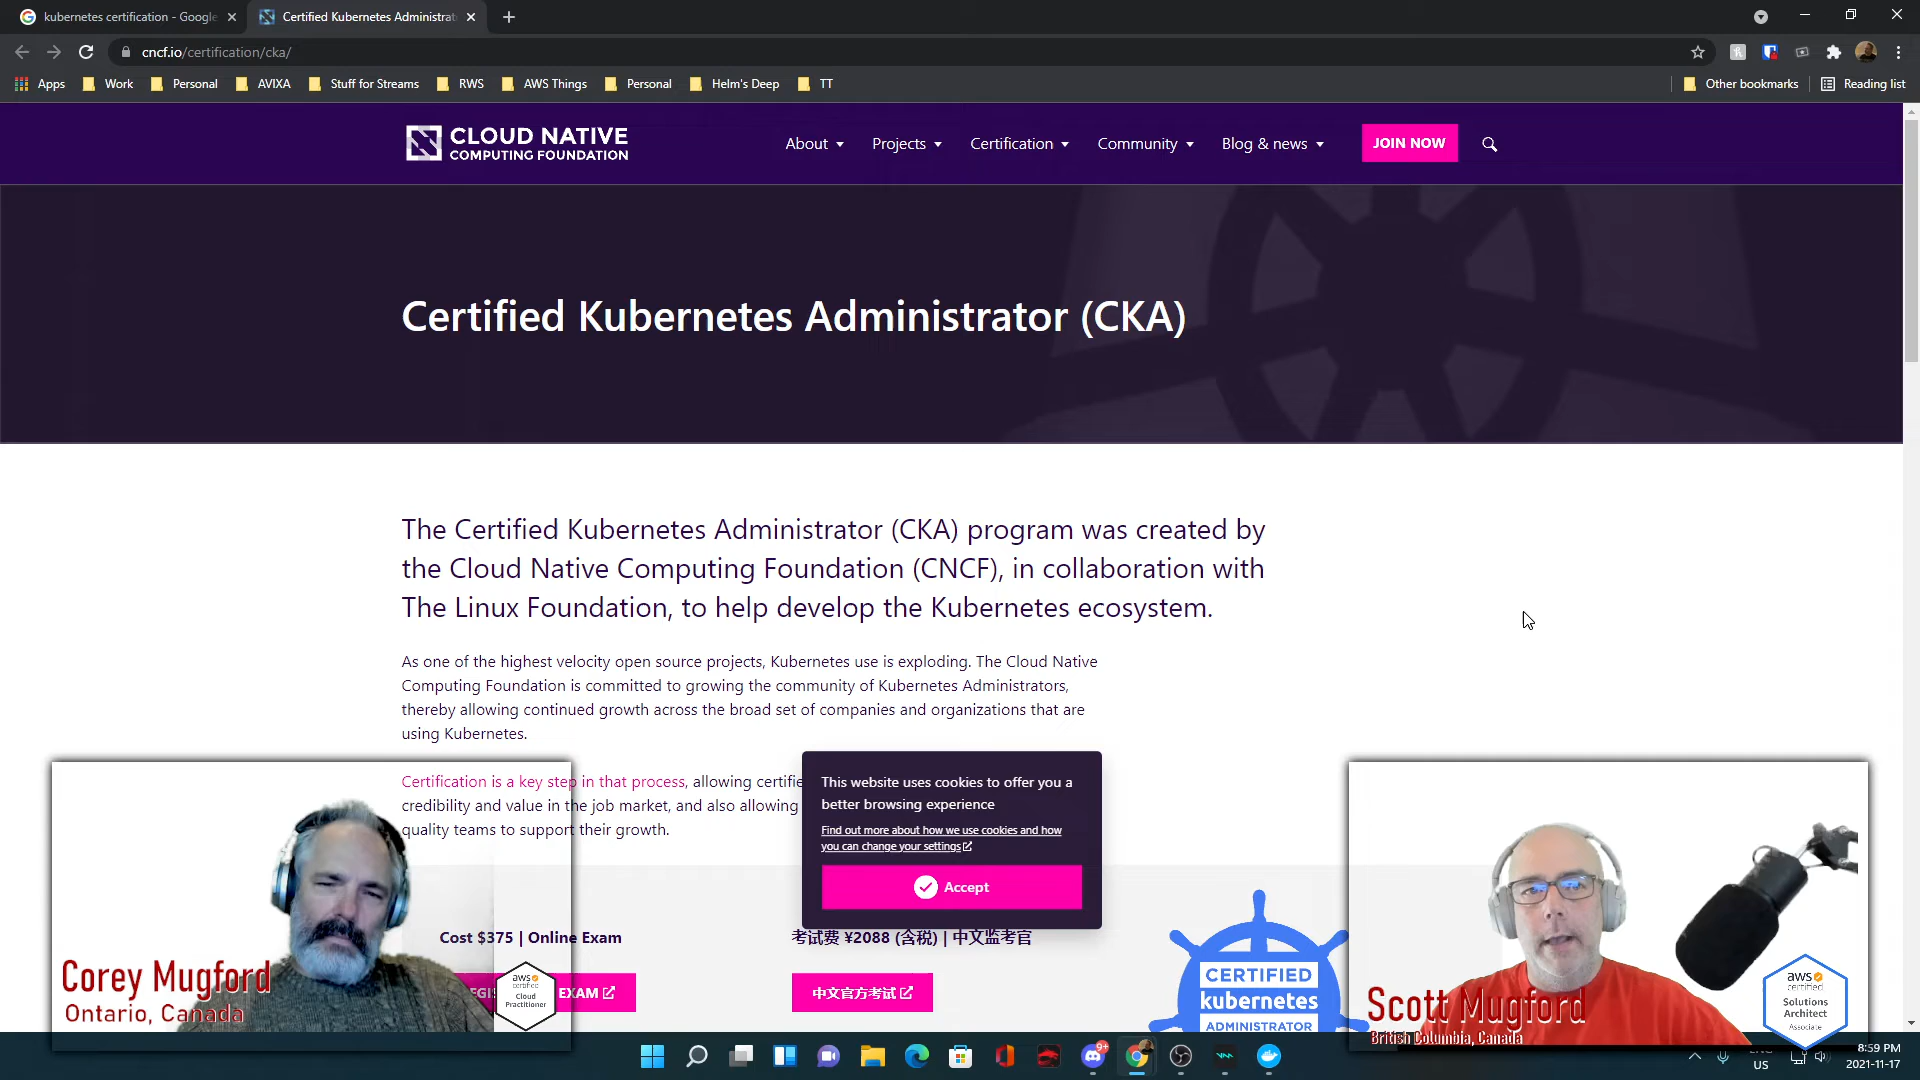 kubernetes certification - Google
Certified Kubernetes Administrat
cncf.io/certification/cka/
Apps
Work
Personal
AVIXA
Stuff for Streams
RWS
AWS Things
Personal
Helm's Deep
TT
Other bookmarks
Reading list
CLOUD NATIVE
COMPUTING FOUNDATION
About
Projects
Certification
Community
Blog & news
JOIN NOW
Certified Kubernetes Administrator (CKA)
The Certified Kubernetes Administrator (CKA) program was created by
the Cloud Native Computing Foundation (CNCF), in collaboration with
The Linux Foundation, to help develop the Kubernetes ecosystem.
As one of the highest velocity open source projects, Kubernetes use is exploding. The Cloud Native
Computing Foundation is committed to growing the community of Kubernetes Administrators,
thereby allowing continued growth across the broad set of companies and organizations that are
using Kubernetes.
Certification is a key step in that process, allowing certifie
credibility and value in the job market, and also allowing
quality teams to support their growth.
This website uses cookies to offer you a
better browsing experience
Find out more about how we use cookies and how
you can change your settings
Accept
Cost $375 | Online Exam
EXAM
考试费 ¥2088 (含税) | 中文监考官
中文官方考试
CERTIFIED
kubernetes
ADMINISTRATOR
Corey Mugford
Ontario, Canada
aws
certified
Cloud
Practitioner
Scott Mugford
British Columbia, Canada
aws
certified
Solutions
Architect
Associate
9+
ENG
US
8:59 PM
2021-11-17